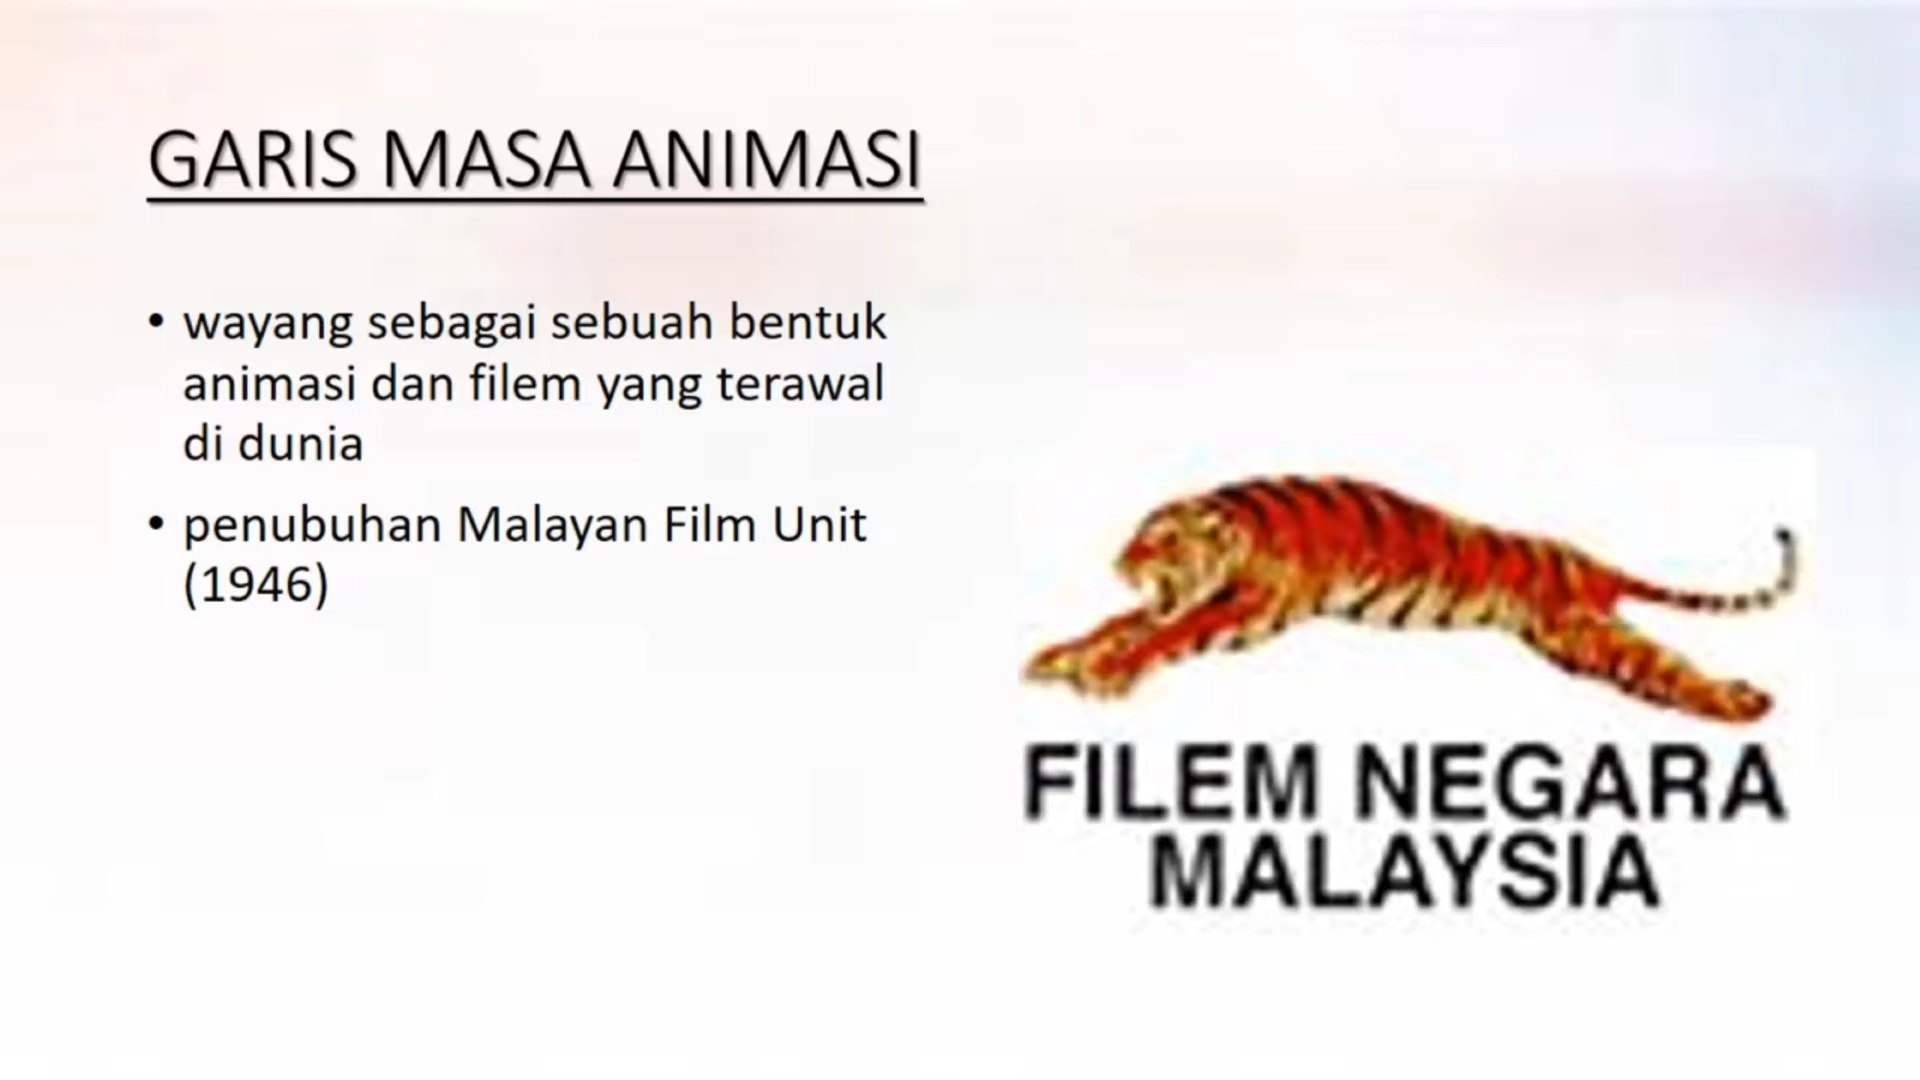 GARIS MASA ANIMASI
• wayang sebagai sebuah bentuk
animasi dan filem yang terawal
di dunia
• penubuhan Malayan Film Unit
(1946)
FILEM NEGARA
MALAYSIA